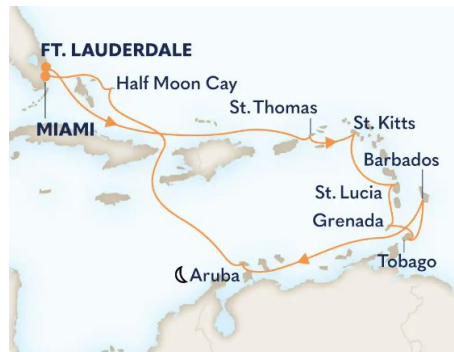 FT. LAUDERDALE
Half Moon Cay
St. Thomas
St. Kitts
MIAMI
Barbados
St. Lucia
Grenada
Tobago
Aruba